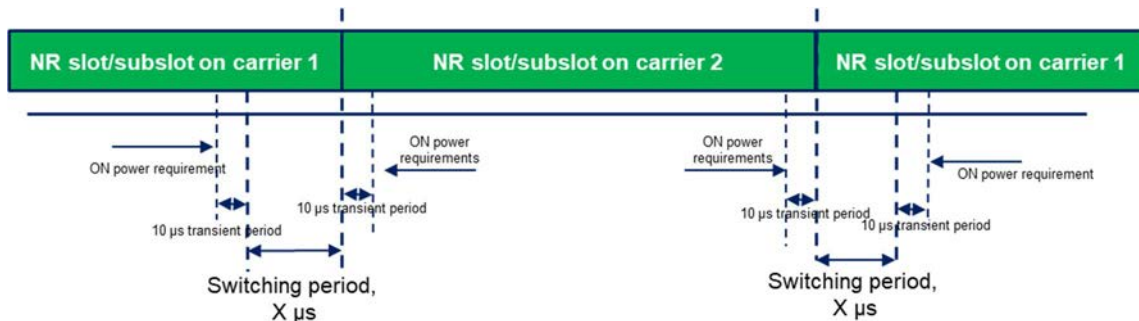 NR slot/subslot on carrier 1
NR slot/subslot on carrier 2
NR slot/subslot on carrier 1
ON power requirement
ON power
requirements
ON power
requirements
ON power requirement
10 µs transient period
10 µs transient period
10 µs transient period
10 µs transient period
Switching period,
X µs
Switching period,
X µs